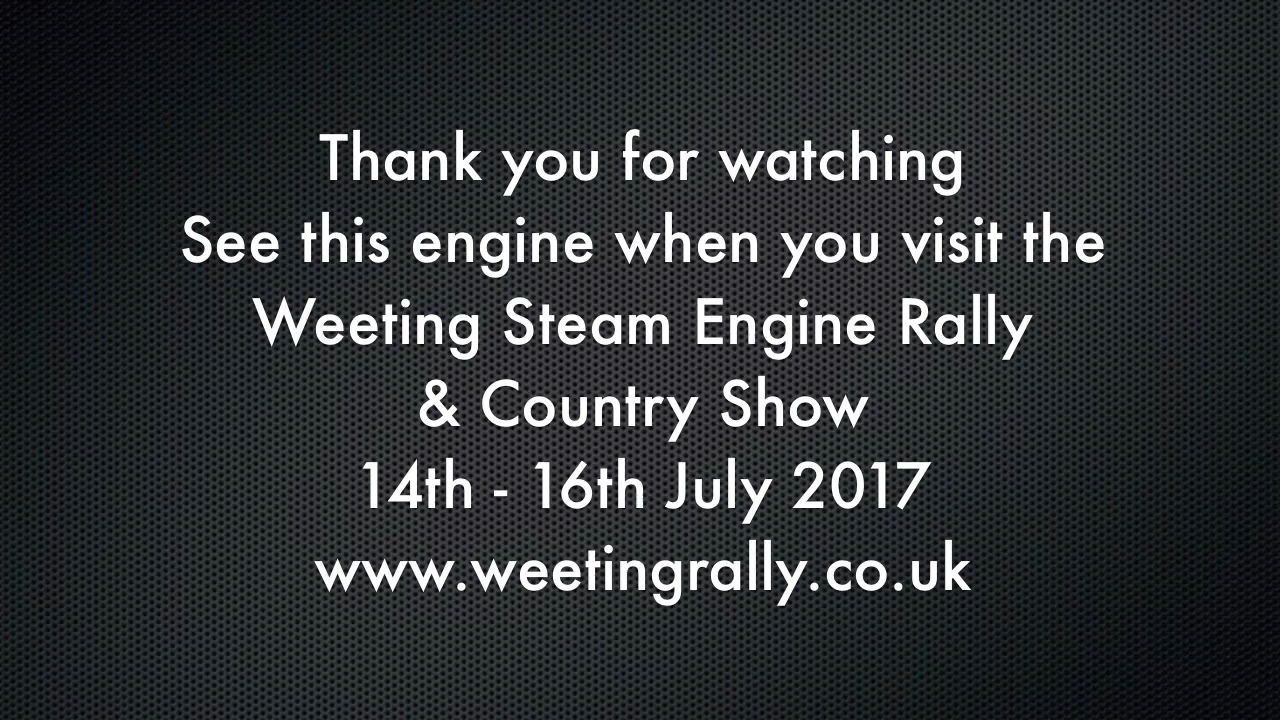 Thank you for watching
See this engine when you visit the
Weeting Steam Engine Rally
& Country Show
14th - 16th July 2017
www.weetingrally.co.uk